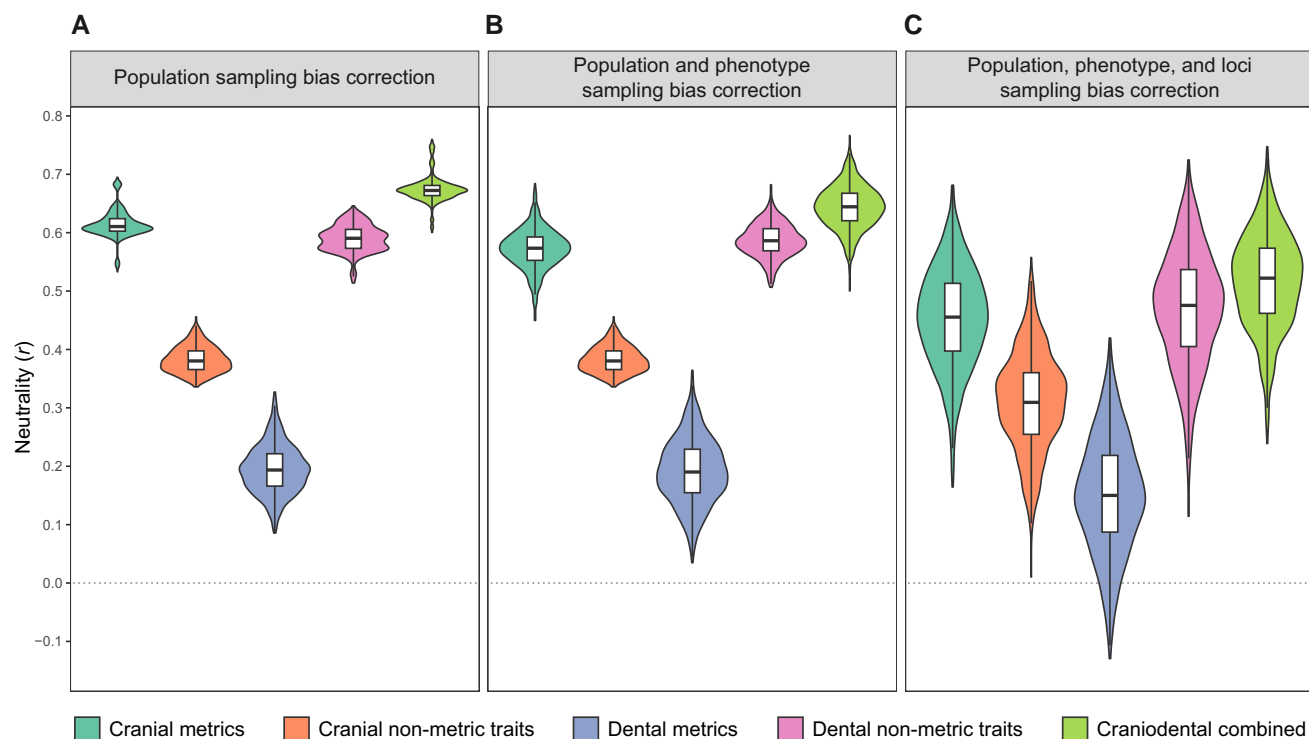 A
B
C
Population sampling bias correction
Population and phenotype
sampling bias correction
Population, phenotype, and loci
sampling bias correction
Neutrality (r)
0.8
0.7
0.6
0.5
0.4
0.3
0.2
0.1
0.0
−0.1
Cranial metrics
Cranial non-metric traits
Dental metrics
Dental non-metric traits
Craniodental combined